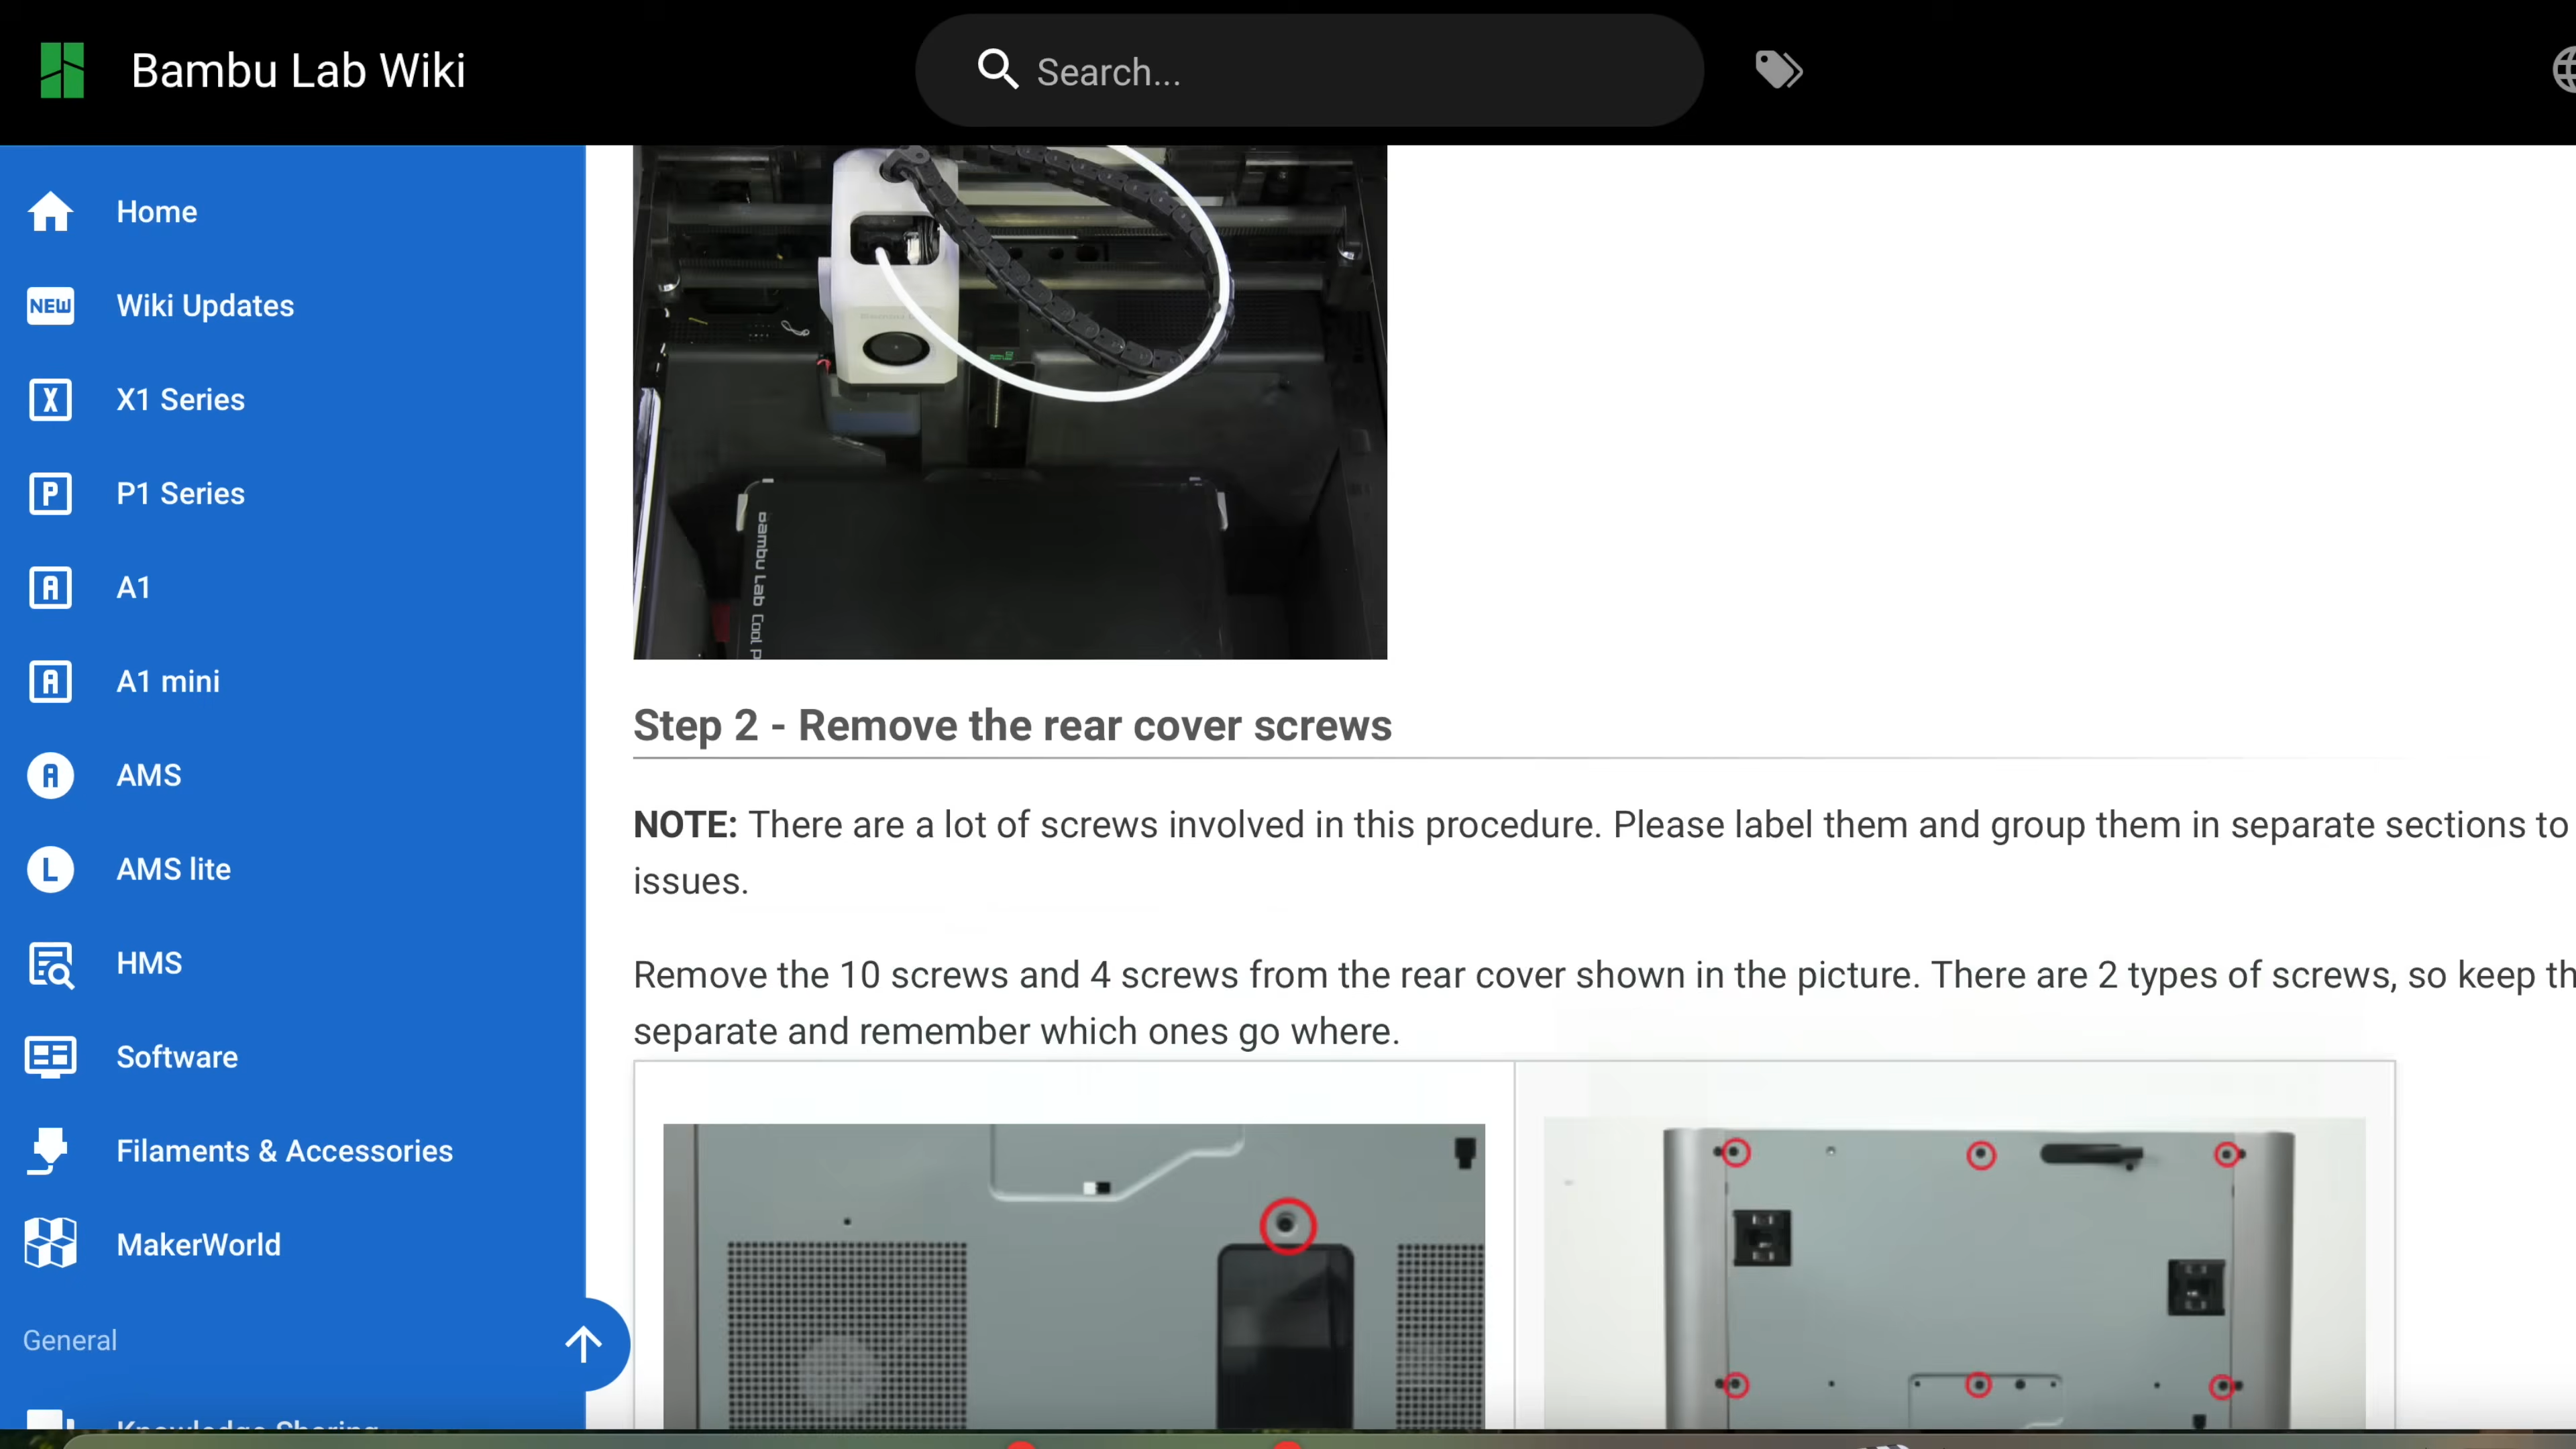 Bambu Lab Wiki
Search...
Home
NEW
Wiki Updates
X
X1 Series
P
P1 Series
A
A1
A
A1 mini
A
AMS
L
AMS lite
HMS
Software
Filaments & Accessories
MakerWorld
General
Knowledge Sharing
Bambu Lab Cool P
Step 2 - Remove the rear cover screws
NOTE: There are a lot of screws involved in this procedure. Please label them and group them in separate sections to
issues.
Remove the 10 screws and 4 screws from the rear cover shown in the picture. There are 2 types of screws, so keep th
separate and remember which ones go where.